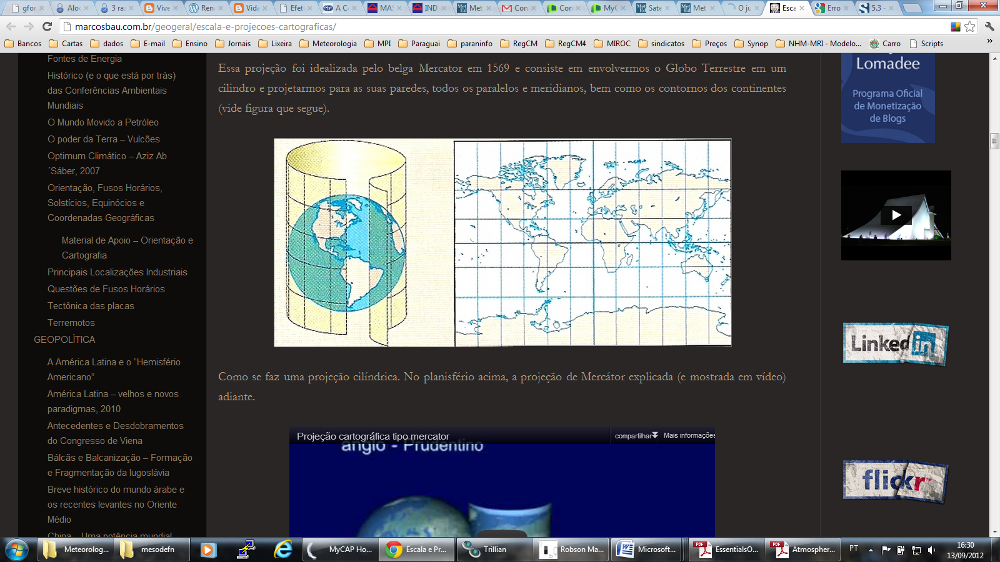 gfor
Aloc
3 raz
Vive
Ren
Vida
Efeti
A Co
MAS
IND
Met
Con
Con
MyC
Sate
Met
O ju
Esca
Erro
5.3 -
marcosbau.com.br/geogeral/escala-e-projecoes-cartograficas/
Bancos
Cartas
dados
E-mail
Ensino
Jornais
Lixeira
Meteorologia
MPI
Paraguai
paraninfo
RegCM
RegCM4
MIROC
sindicatos
Preços
Synop
NHM-MRI - Modelo...
Carro
Scripts
»
Fontes de Energia
Histórico (e o que está por trás)
das Conferências Ambientais
Mundiais
O Mundo Movido a Petróleo
O poder da Terra – Vulcões
Optimum Climático – Aziz Ab
´Sáber, 2007
Orientação, Fusos Horários,
Solstícios, Equinócios e
Coordenadas Geográficas
Material de Apoio – Orientação e
Cartografia
Principais Localizações Industriais
Questões de Fusos Horários
Tectônica das placas
Terremotos
GEOPOLÍTICA
A América Latina e o “Hemisfério
Americano”
América Latina – velhos e novos
paradigmas, 2010
Antecedentes e Desdobramentos
do Congresso de Viena
Bálcãs e Balcanização – Formação
e Fragmentação da Iugoslávia
Breve histórico do mundo árabe e
os recentes levantes no Oriente
Médio
China – Uma potência mundial
Essa projeção foi idealizada pelo belga Mercator em 1569 e consiste em envolvermos o Globo Terrestre em um
cilindro e projetarmos para as suas paredes, todos os paralelos e meridianos, bem como os contornos dos continentes
(vide figura que segue).
Como se faz uma projeção cilíndrica. No planisfério acima, a projeção de Mercátor explicada (e mostrada em vídeo)
adiante.
Projeção cartográfica tipo mercator
compartilhar
Mais informações
anglo - Prudentino
Lomadee
Programa Oficial
de Monetização
de Blogs
Linkedin
flickr
Meteorolog...
mesodefn
MyCAP Ho...
Escala e Pr...
Trillian
Robson Ma...
Microsoft...
EssentialsO...
Atmospher...
PT
16:30
13/09/2012